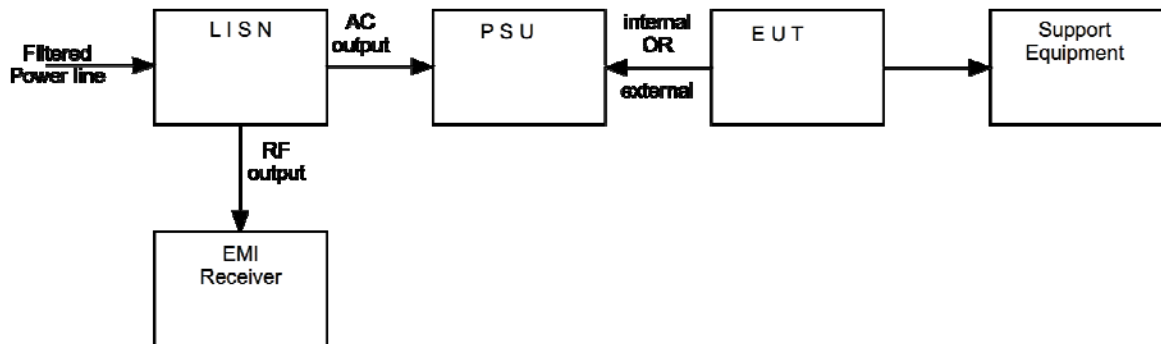 Filtered
Power line
L I S N
AC
output
P S U
internal
OR
external
E U T
Support
Equipment
RF
output
EMI
Receiver